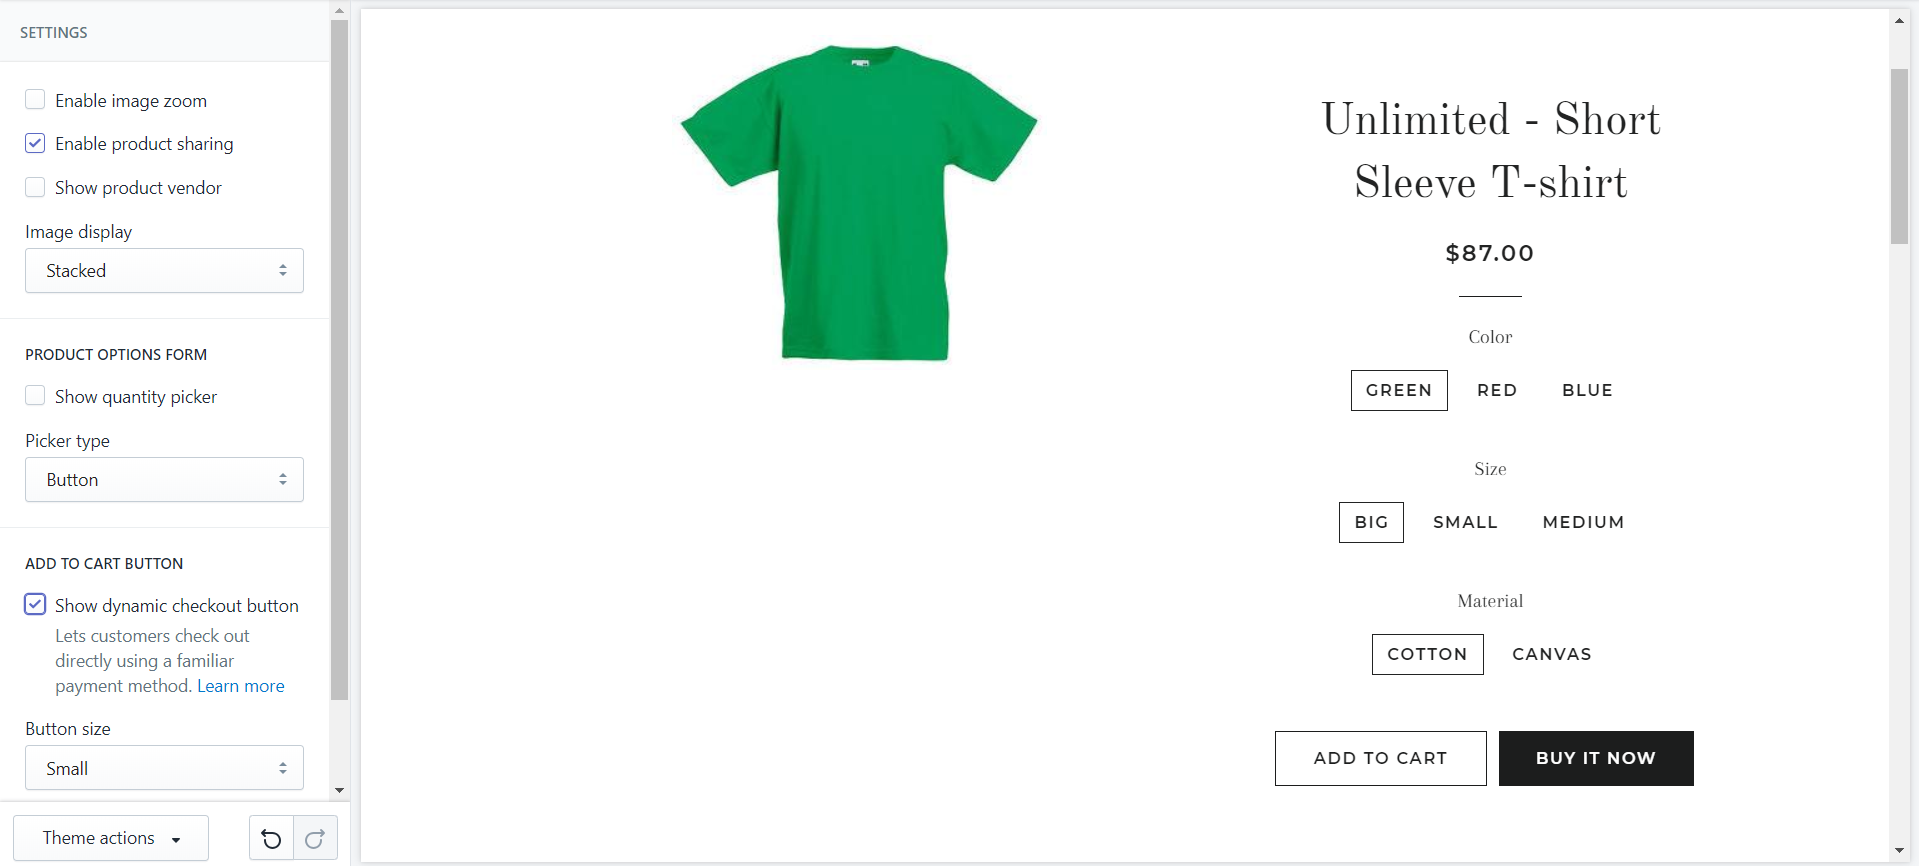 SETTINGS
Enable image zoom
Enable product sharing
Show product vendor
Image display
Stacked
PRODUCT OPTIONS FORM
Show quantity picker
Picker type
Button
ADD TO CART BUTTON
Show dynamic checkout button
Lets customers check out
directly using a familiar
payment method. Learn more
Button size
Small
Theme actions
Unlimited - Short
Sleeve T-shirt
$87.00
Color
GREEN RED BLUE
Size
BIG SMALL MEDIUM
Material
COTTON CANVAS
ADD TO CART BUY IT NOW